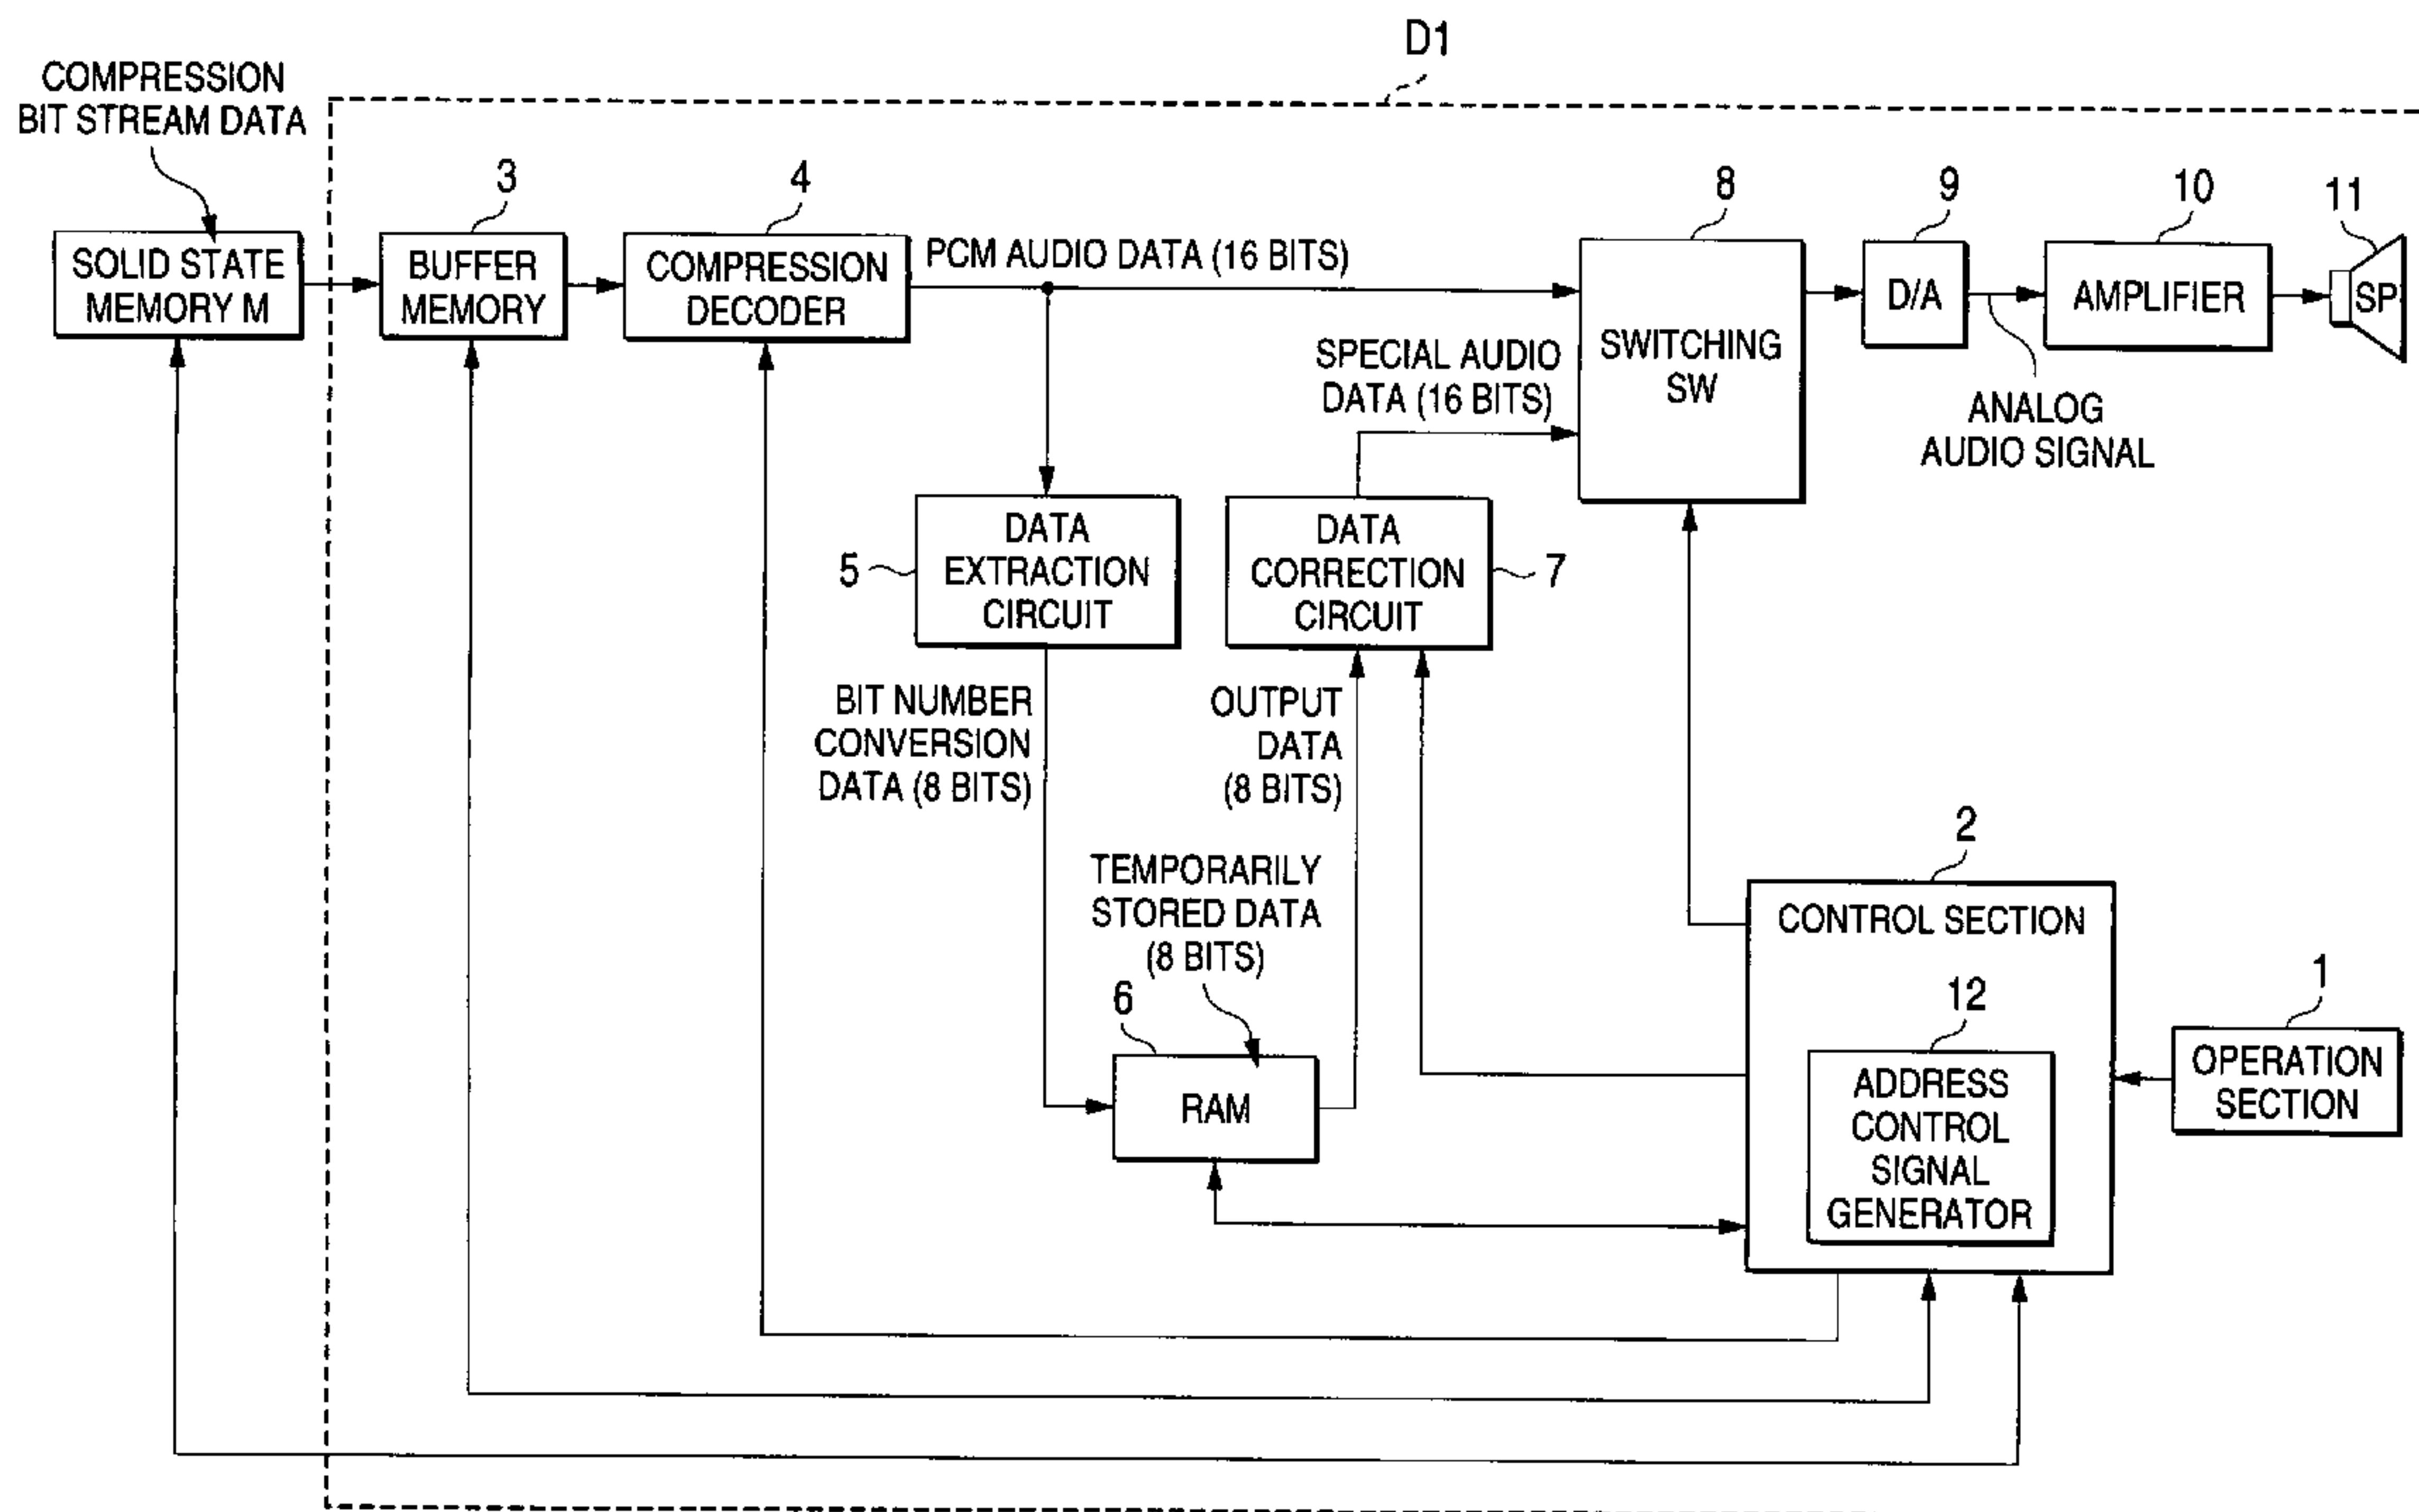 D1
COMPRESSION
BIT STREAM DATA
3
4
8
9
10
11
SOLID STATE
MEMORY M
BUFFER
MEMORY
COMPRESSION
DECODER
PCM AUDIO DATA (16 BITS)
SWITCHING
SW
D/A
AMPLIFIER
SP
SPECIAL AUDIO
DATA (16 BITS)
ANALOG
AUDIO SIGNAL
5
DATA
EXTRACTION
CIRCUIT
DATA
CORRECTION
CIRCUIT
7
BIT NUMBER
CONVERSION
DATA (8 BITS)
OUTPUT
DATA
(8 BITS)
TEMPORARILY
STORED DATA
(8 BITS)
6
RAM
2
CONTROL SECTION
12
ADDRESS
CONTROL
SIGNAL
GENERATOR
1
OPERATION
SECTION